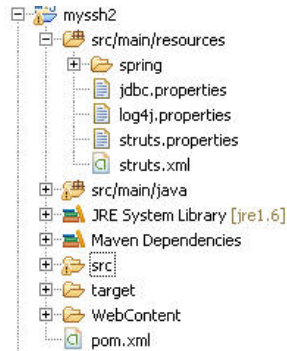 myssh2
src/main/resources
spring
jdbc.properties
log4j.properties
struts.properties
struts.xml
src/main/java
JRE System Library [jre1.6]
Maven Dependencies
src
target
WebContent
pom.xml